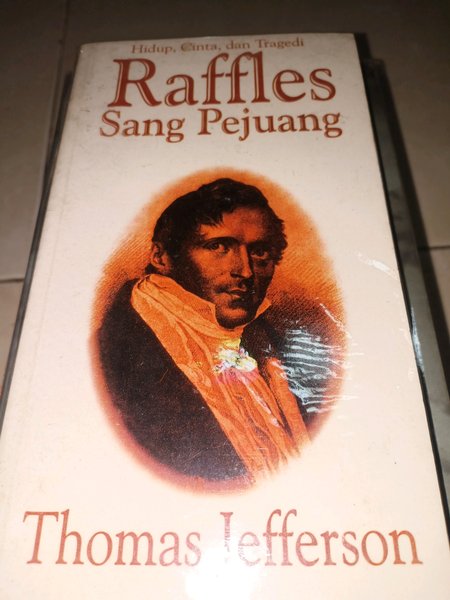 Hidup, Cinta, dan Tragedi
Raffles
Sang Pejuang
Thomas Jefferson